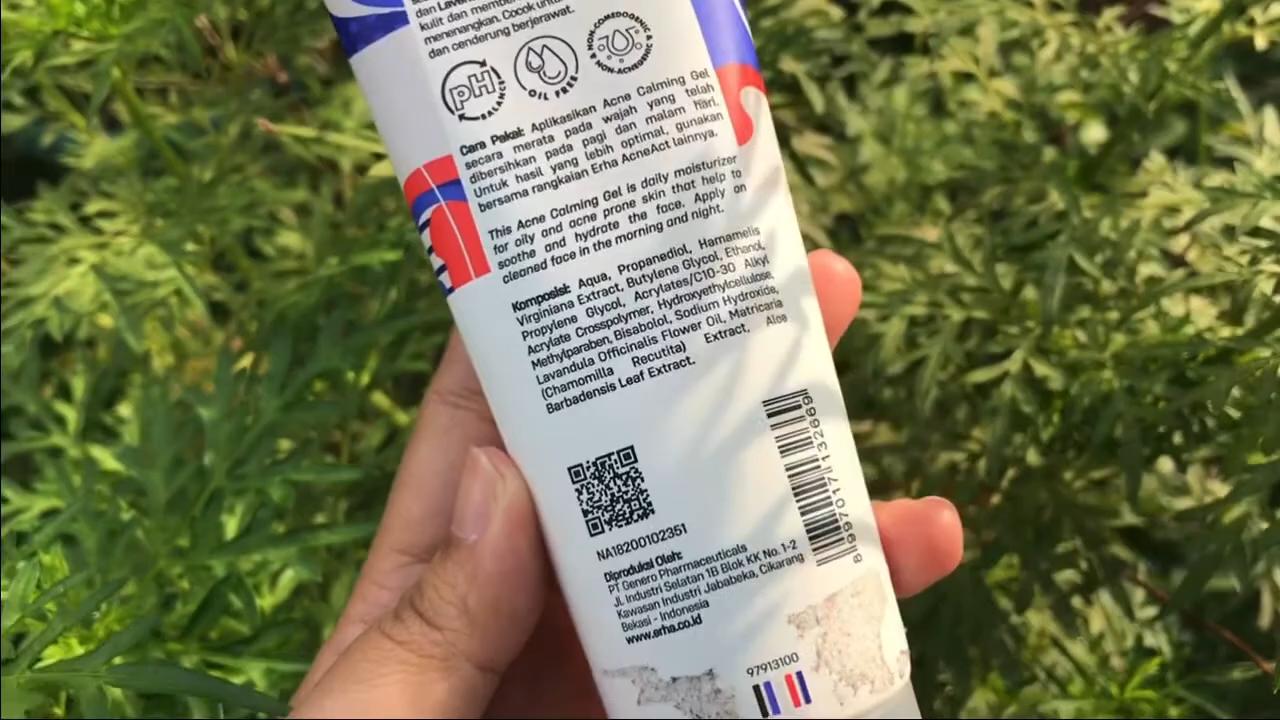 dan Laven
kulit dan membe
menenangkan. Cocok untu
dan cenderung berjerawat.
pH BALANCE
OIL FREE
NON-COMEDOGENIC & NON-ACNEGENIC &
Cara Pakai: Aplikasikan Acne Calming Gel
secara merata pada wajah yang telah
dibersihkan pada pagi dan malam hari.
Untuk hasil yang lebih optimal, gunakan
bersama rangkaian Erha AcneAct lainnya.
This Acne Calming Gel is daily moisturizer
for oily and acne prone skin that help to
soothe and hydrate the face. Apply on
cleaned face in the morning and night.
Komposisi: Aqua, Propanediol, Hamamelis
Virginiana Extract, Butylene Glycol, Ethanol,
Propylene Glycol, Acrylates/C10-30 Alkyl
Acrylate Crosspolymer, Hydroxyethylcellulose,
Methylparaben, Bisabolol, Sodium Hydroxide,
Lavandula Officinalis Flower Oil, Matricaria
(Chamomilla Recutita) Extract, Aloe
Barbadensis Leaf Extract.
8 997017 132669
NA18200102351
Diproduksi Oleh:
PT Genero Pharmaceuticals
JL Industri Selatan 1B Blok KK No. 1-2
Kawasan Industri Jababeka, Cikarang
Bekasi - Indonesia
www.erha.co.id
97913100